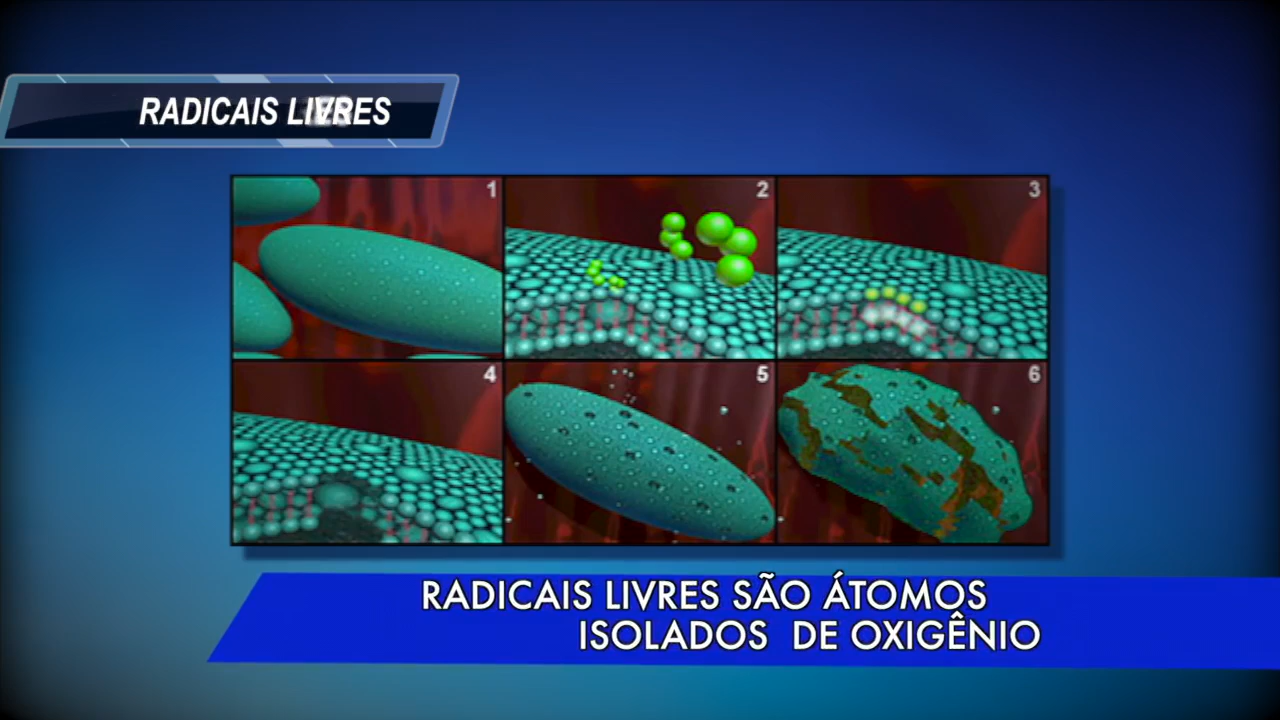 RADICAIS LIVRES
1
2
3
4
5
6
RADICAIS LIVRES SÃO ÁTOMOS
ISOLADOS DE OXIGÊNIO